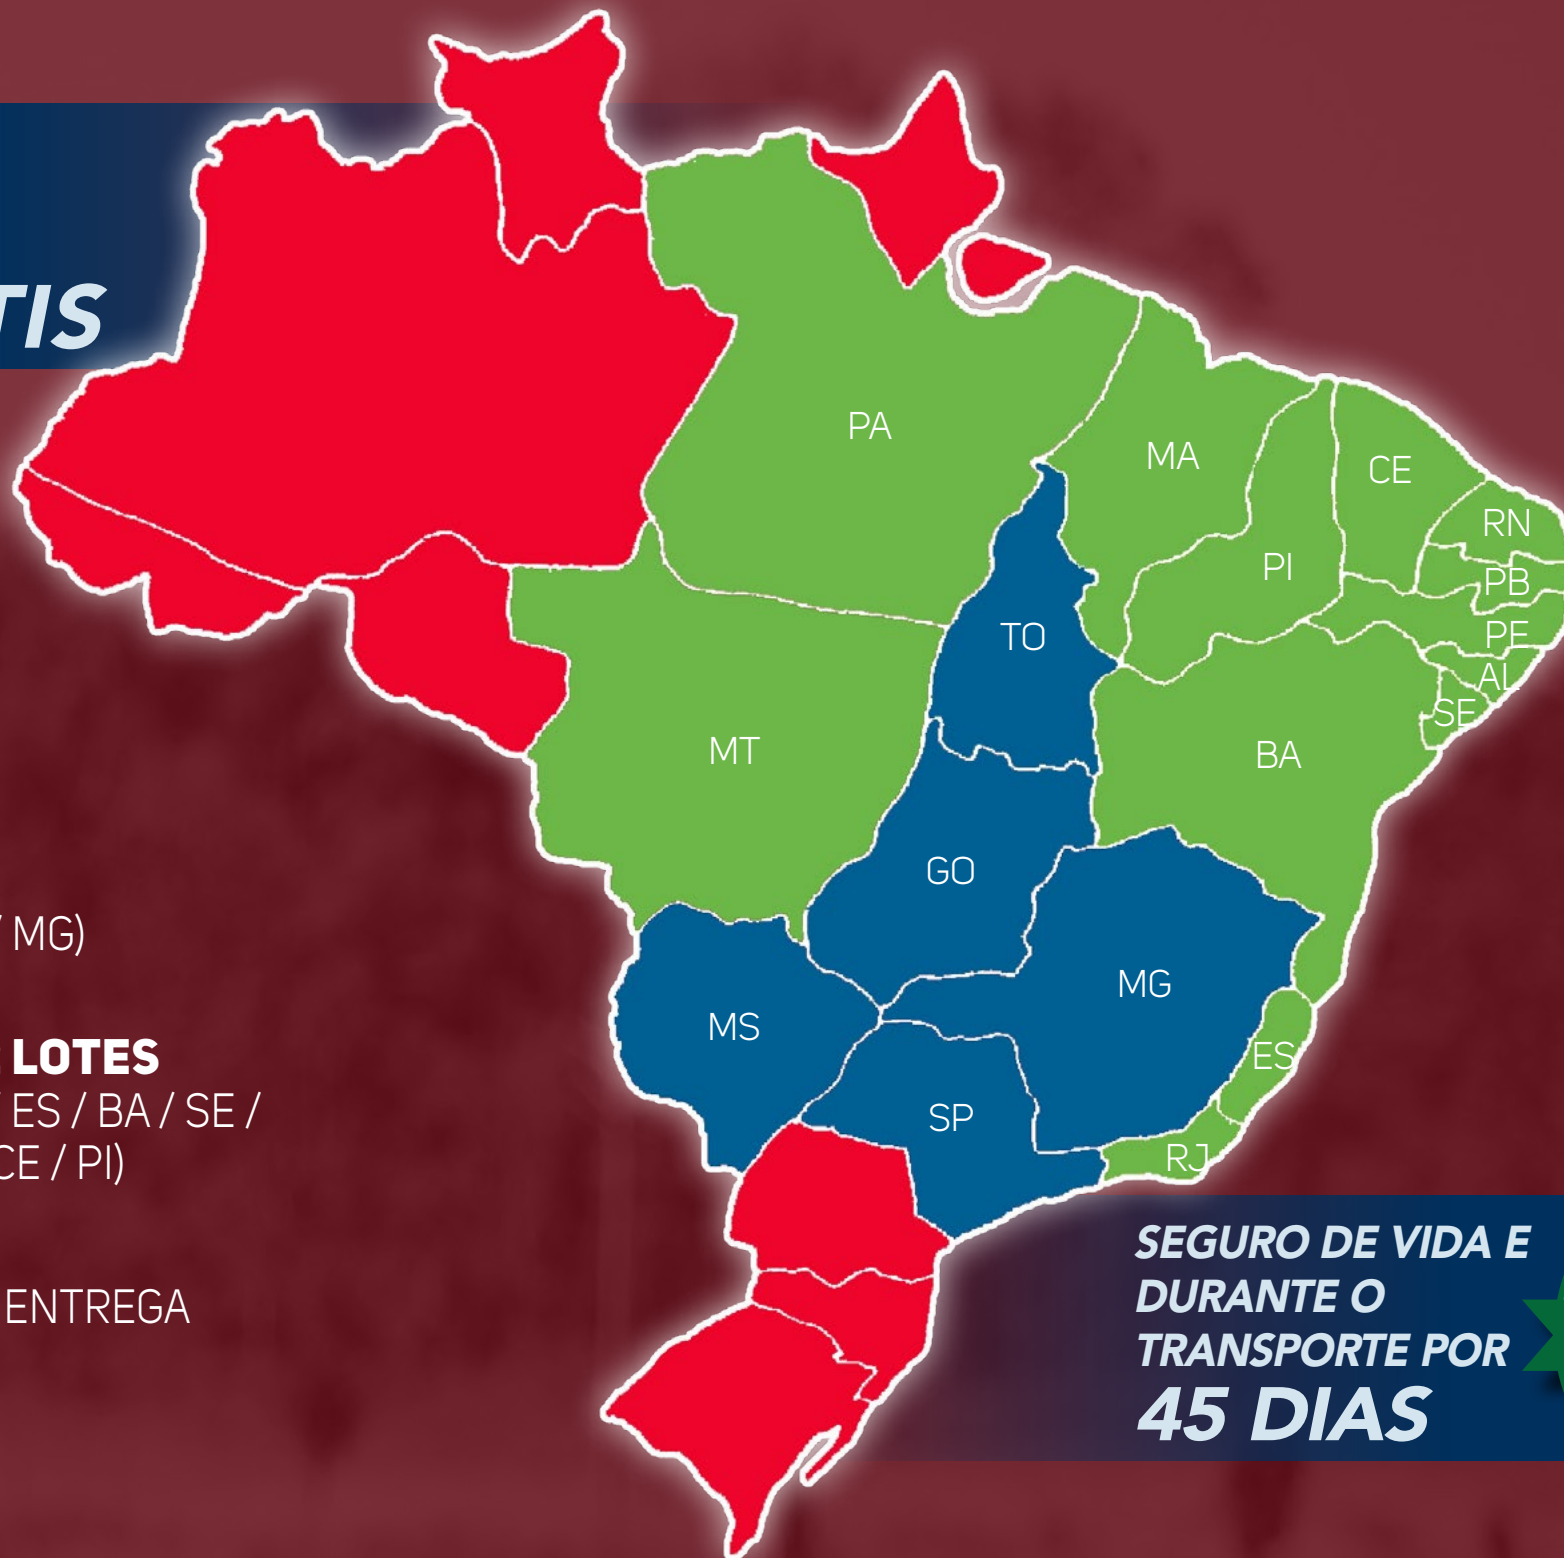 TIS
PA
MA
CE
RN
PI
PB
TO
PE
AL
SE
MT
BA
GO
/ MG)
MG
MS
LOTES
ES
/ ES / BA / SE /
SP
CE / PI)
RJ
SEGURO DE VIDA E
DURANTE O
ENTREGA
TRANSPORTE POR
45 DIAS